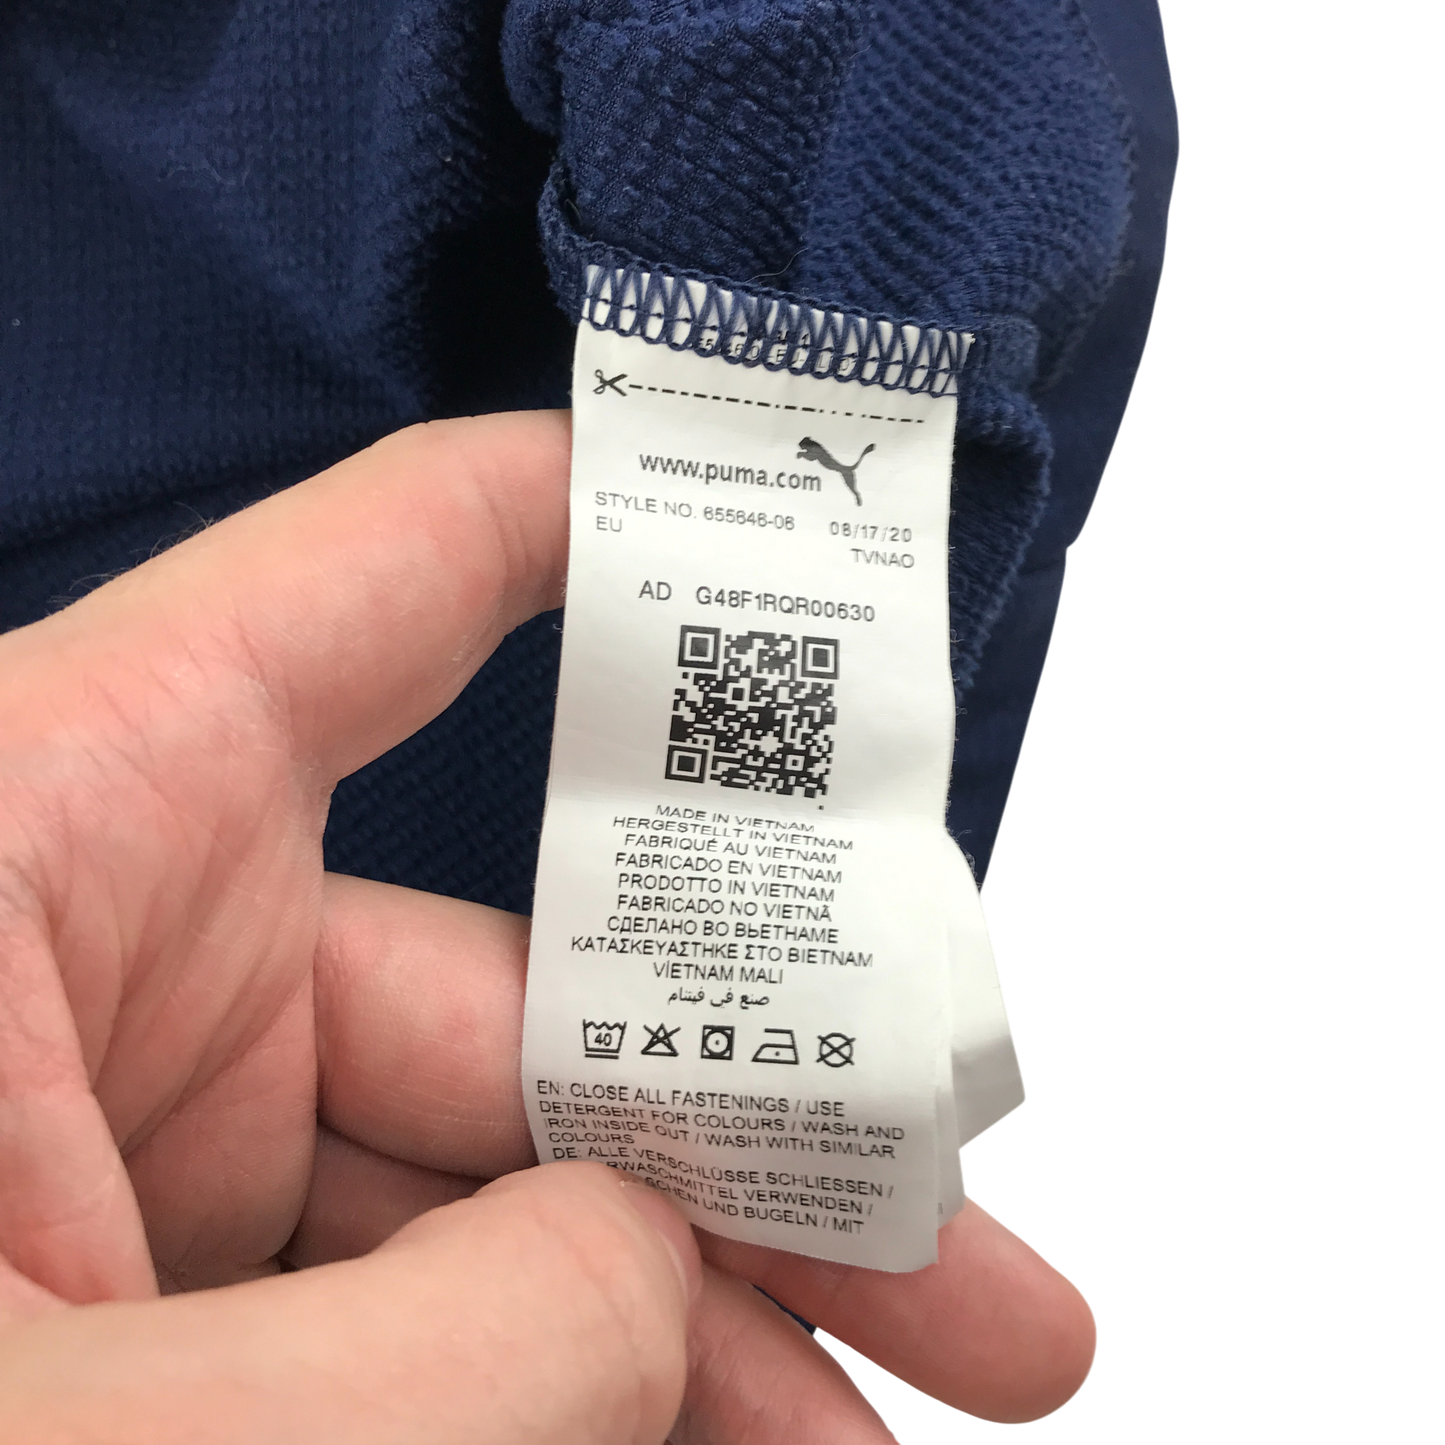 www.puma.com
STYLE NO. 655646-06 08/17/20
EU TVNAO
AD G48F1RQR00630
MADE IN VIETNAM
HERGESTELLT IN VIETNAM
FABRIQUÉ AU VIETNAM
FABRICADO EN VIETNAM
PRODOTTO IN VIETNAM
FABRICADO NO VIETNÃ
СДЕЛАНО ВО ВЬЕТНАМЕ
ΚΑΤΑΣΚΕΥΑΣΤΗΚΕ ΣΤΟ ΒΙΕΤΝΑΜ
VİETNAM MALI
صنع في فيتنام
40
EN: CLOSE ALL FASTENINGS / USE
DETERGENT FOR COLOURS / WASH AND
IRON INSIDE OUT / WASH WITH SIMILAR
COLOURS
DE: ALLE VERSCHLÜSSE SCHLIESSEN /
VERWENDEN /
UND BUGELN / MIT